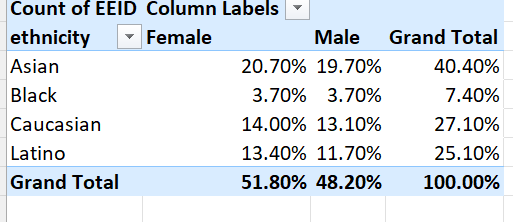 Count of EEID Column Labels
ethnicity Female Male Grand Total
Asian 20.70% 19.70% 40.40%
Black 3.70% 3.70% 7.40%
Caucasian 14.00% 13.10% 27.10%
Latino 13.40% 11.70% 25.10%
Grand Total 51.80% 48.20% 100.00%